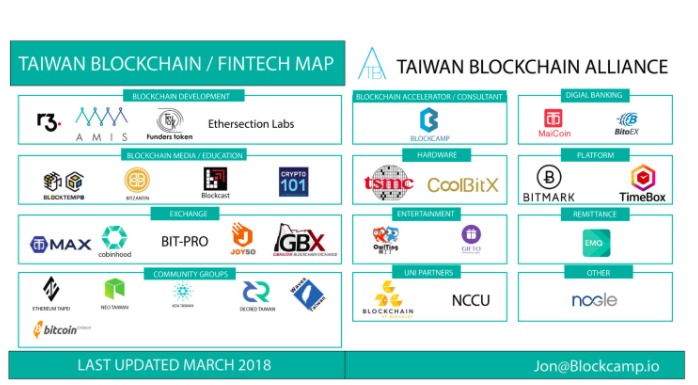 TAIWAN BLOCKCHAIN / FINTECH MAP
ATB
TAIWAN BLOCKCHAIN ALLIANCE
BLOCKCHAIN DEVELOPMENT
r3.
AMIS
Funders token
Ethersection Labs
BLOCKCHAIN MEDIA / EDUCATION
BLOCKTEMPO
BITZANTIN
Blockcast
CRYPTO
101
EXCHANGE
MAX
cobinhood
BIT-PRO
JOYSO
GBX
GIBRALTAR BLOCKCHAIN EXCHANGE
COMMUNITY GROUPS
ETHEREUM TAIPEI
NEO TAIWAN
ADA TAIWAN
DECRED TAIWAN
Waves
Taiwan
bitcoin
BLOCKCHAIN ACCELERATOR / CONSULTANT
BLOCKCAMP
DIGIAL BANKING
MaiCoin
BitoEX
HARDWARE
tsmc
COOLBITX
PLATFORM
BITMARK
TimeBox
ENTERTAINMENT
OwlTing
GIFTO
REMITTANCE
EMQ
UNI PARTNERS
BLOCKCHAIN
AT BERKELEY
NCCU
OTHER
nogle
LAST UPDATED MARCH 2018
Jon@Blockcamp.io